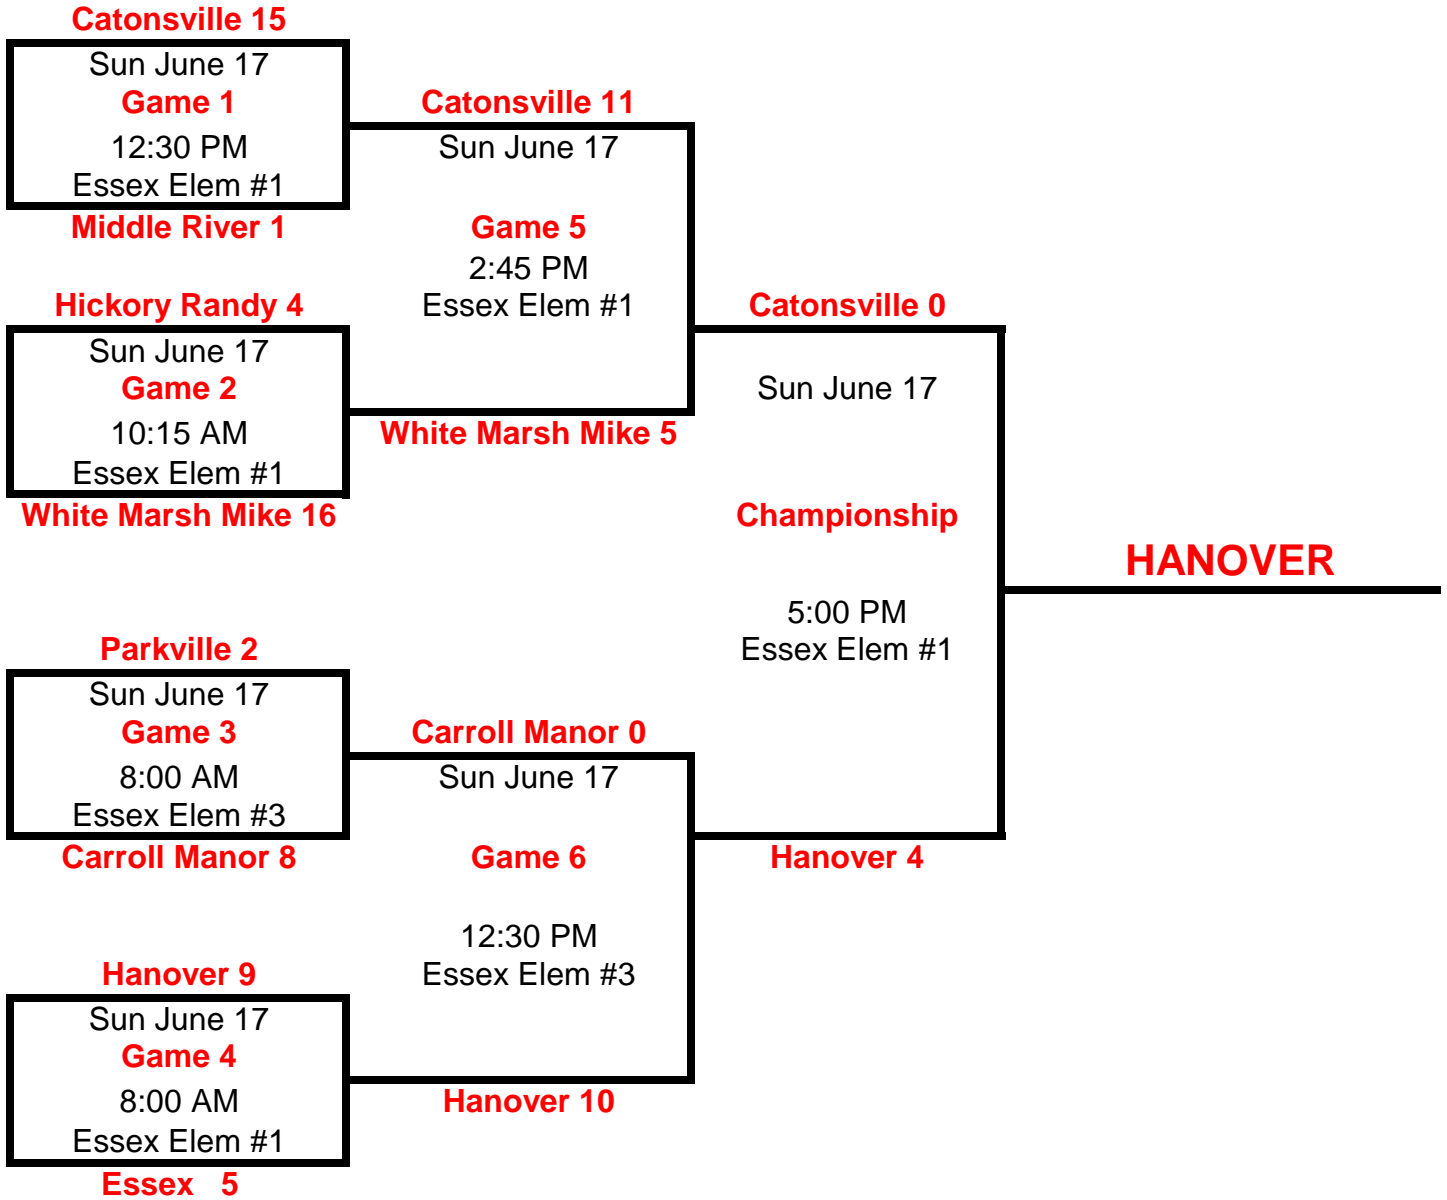 Catonsville 15
Sun June 17
Game 1
12:30 PM
Essex Elem #1
Middle River 1
Hickory Randy 4
Sun June 17
Game 2
10:15 AM
Essex Elem #1
White Marsh Mike 16
Parkville 2
Sun June 17
Game 3
8:00 AM
Essex Elem #3
Carroll Manor 8
Hanover 9
Sun June 17
Game 4
8:00 AM
Essex Elem #1
Essex 5
Catonsville 11
Sun June 17
Game 5
2:45 PM
Essex Elem #1
White Marsh Mike 5
Carroll Manor 0
Sun June 17
Game 6
12:30 PM
Essex Elem #3
Hanover 10
Catonsville 0
Sun June 17
Championship
5:00 PM
Essex Elem #1
Hanover 4
HANOVER